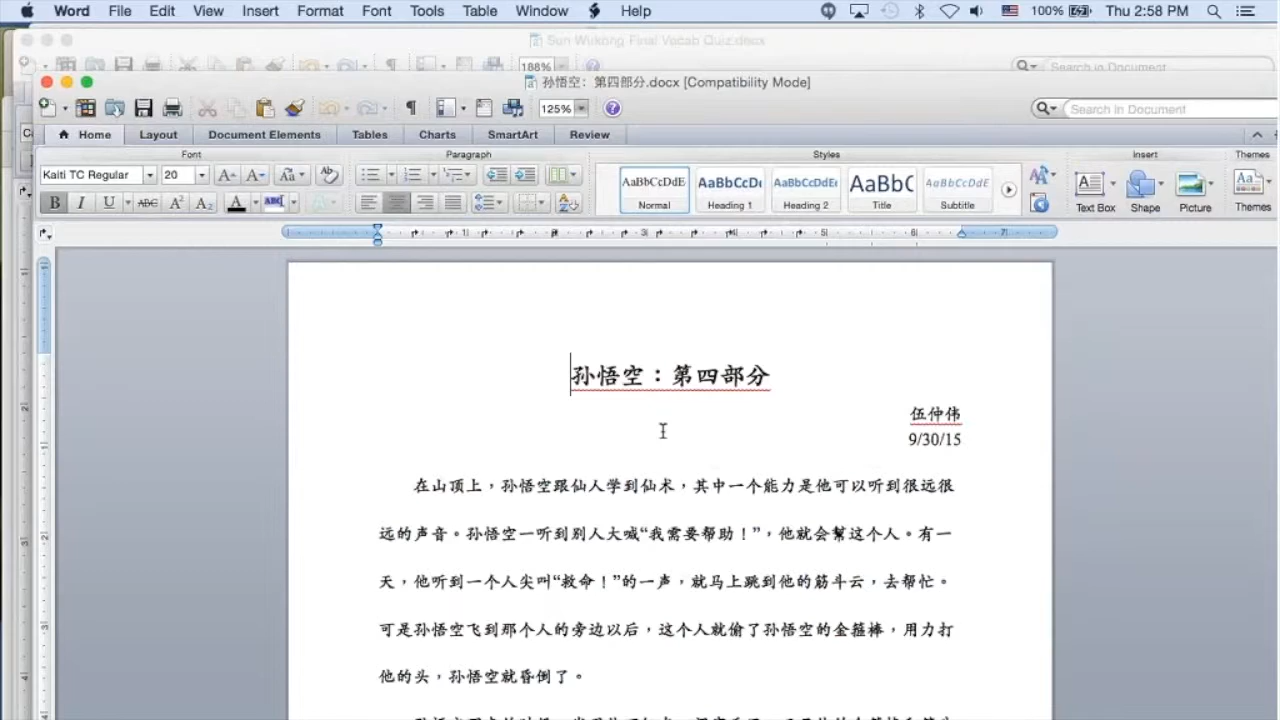 Word File Edit View Insert Format Font Tools Table Window Help 100% Thu 2:58 PM
Sun Wukong Final Vocab Quiz.docx
188% Search in Document
孙悟空：第四部分.docx [Compatibility Mode]
125% Search in Document
Home Layout Document Elements Tables Charts SmartArt Review
Font Paragraph Styles Insert Themes
Kaiti TC Regular 20 AaBbCcDdE AaBbCcDd AaBbCcDdE AaBbC AaBbCcDdE
B I U ABC A² A₂ A ABC Normal Heading 1 Heading 2 Title Subtitle Text Box Shape Picture Themes
孙悟空：第四部分
伍仲伟
9/30/15
在山顶上，孙悟空跟仙人学到仙术，其中一个能力是他可以听到很远很
远的声音。孙悟空一听到别人大喊“我需要帮助！”，他就会幫这个人。有一
天，他听到一个人尖叫“救命！”的一声，就马上跳到他的筋斗云，去帮忙。
可是孙悟空飞到那个人的旁边以后，这个人就偷了孙悟空的金箍棒，用力打
他的头，孙悟空就昏倒了。